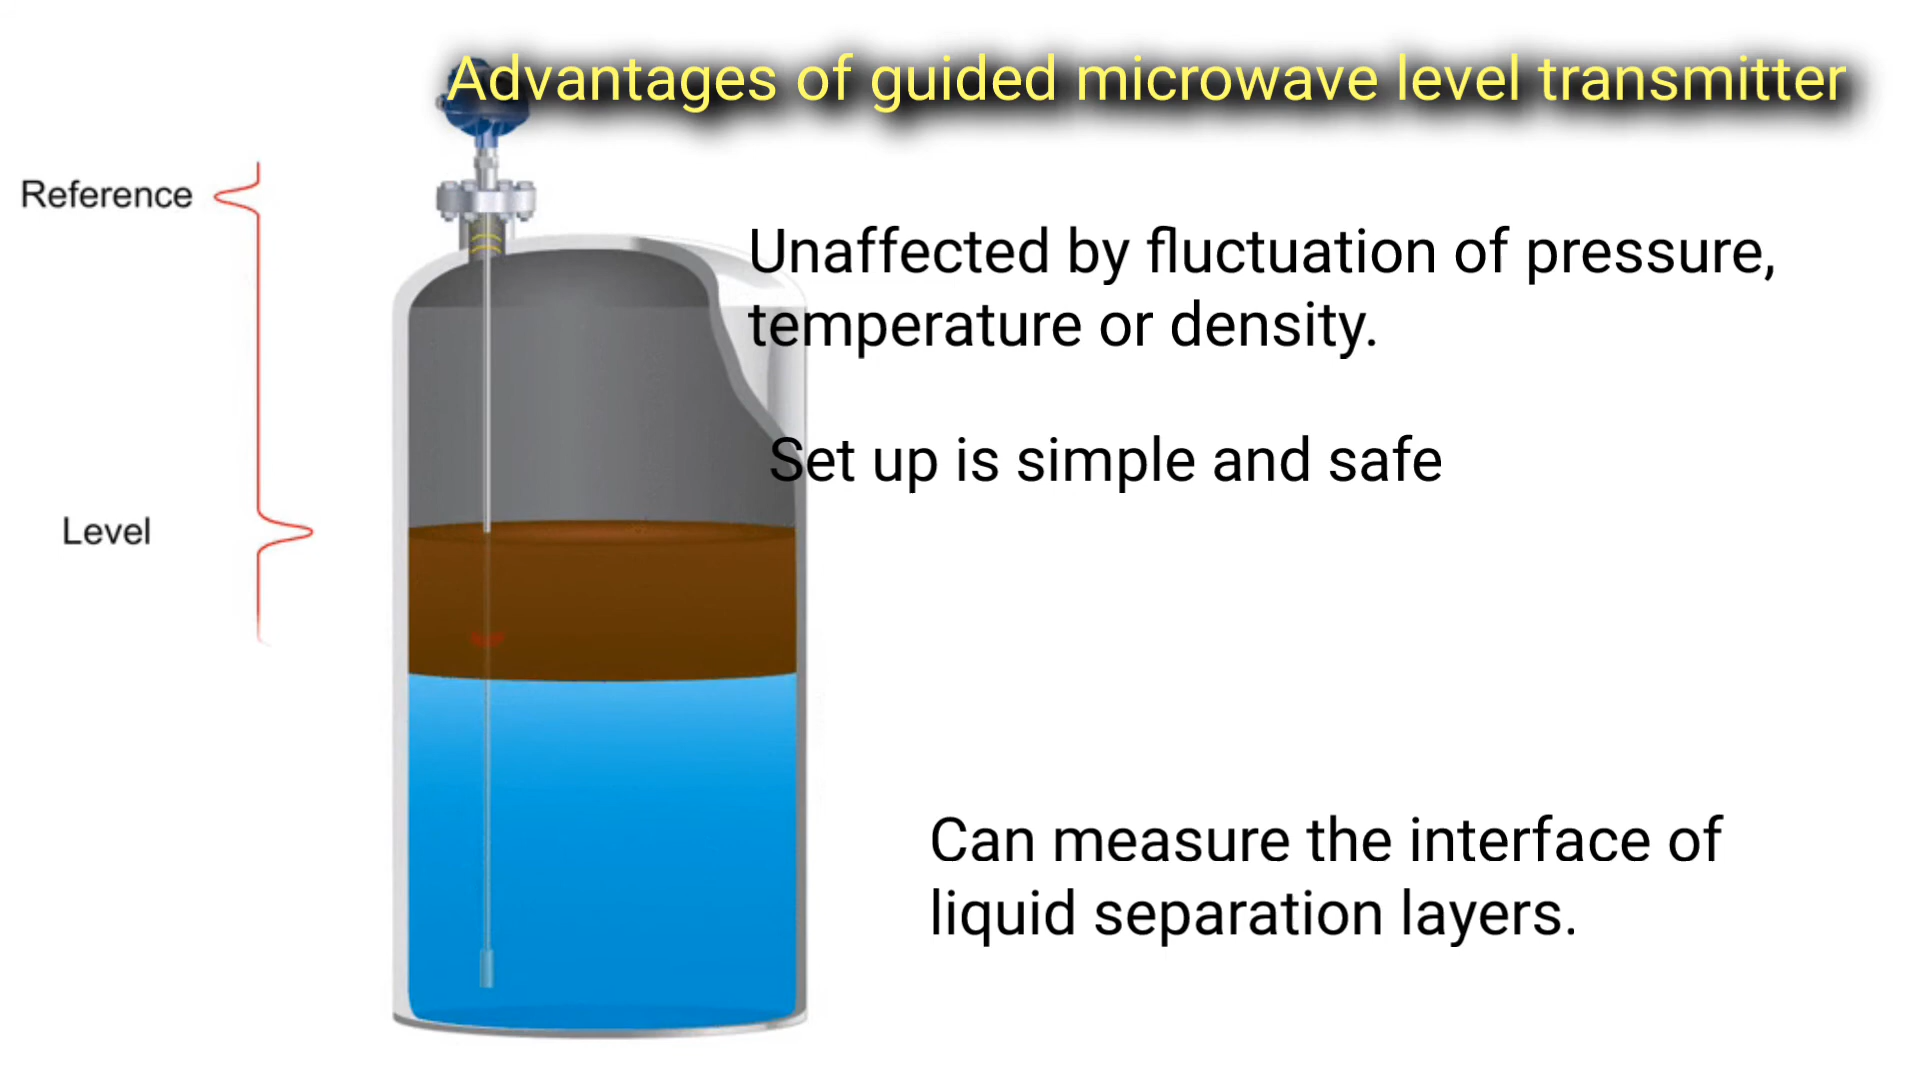 Advantages of guided microwave level transmitter
Reference
Unaffected by fluctuation of pressure,
temperature or density.
Set up is simple and safe
Level
Can measure the interface of
liquid separation layers.